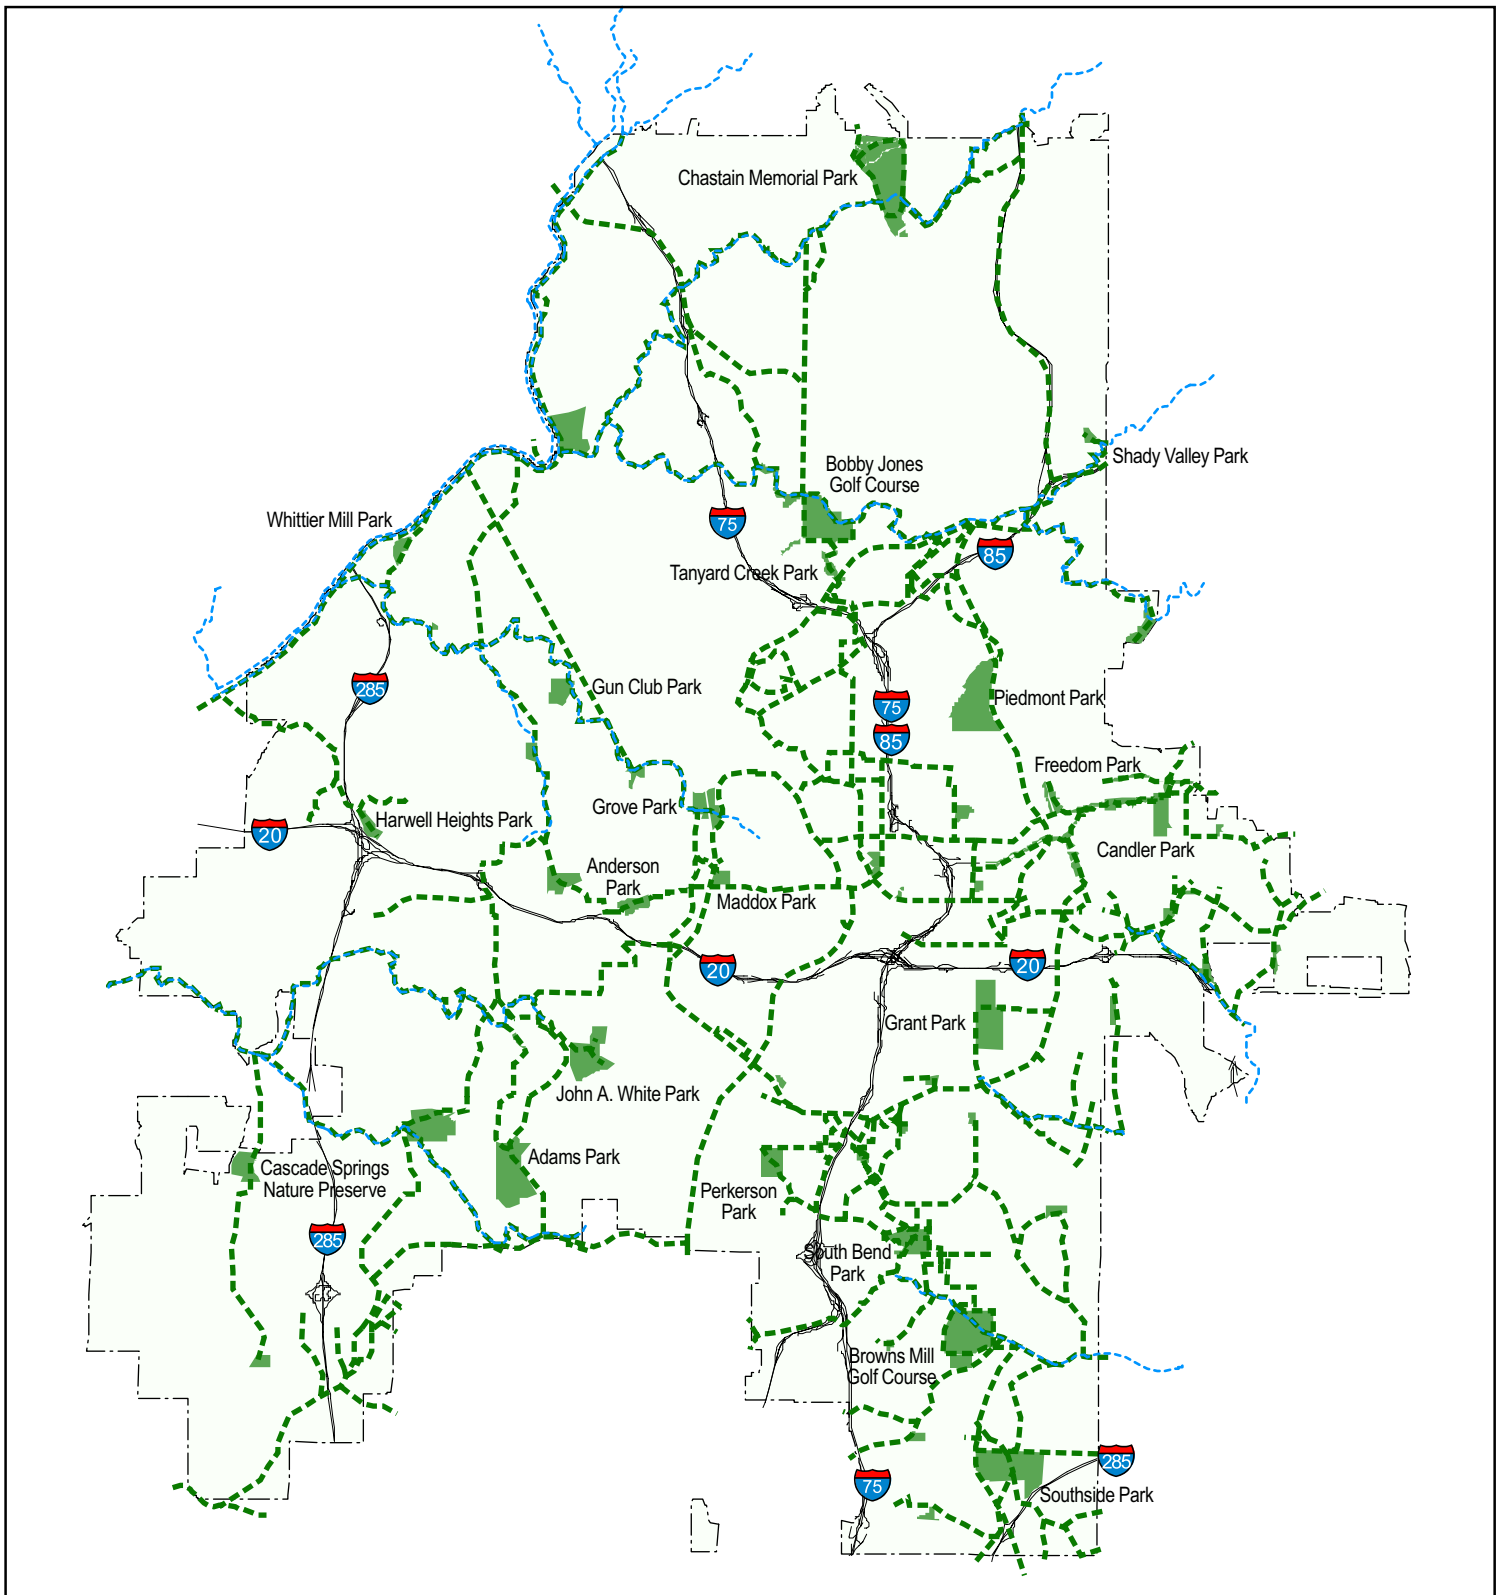 Chastain Memorial Park
Shady Valley Park
Bobby Jones
Golf Course
Whittier Mill Park
75
85
Tanyard Creek Park
285
Gun Club Park
Piedmont Park
75
85
Freedom Park
Grove Park
Harwell Heights Park
20
Candler Park
Anderson
Park
Maddox Park
20
20
Grant Park
John A. White Park
Adams Park
Cascade Springs
Nature Preserve
Perkerson
Park
285
South Bend
Park
Browns Mill
Golf Course
285
75
Southside Park